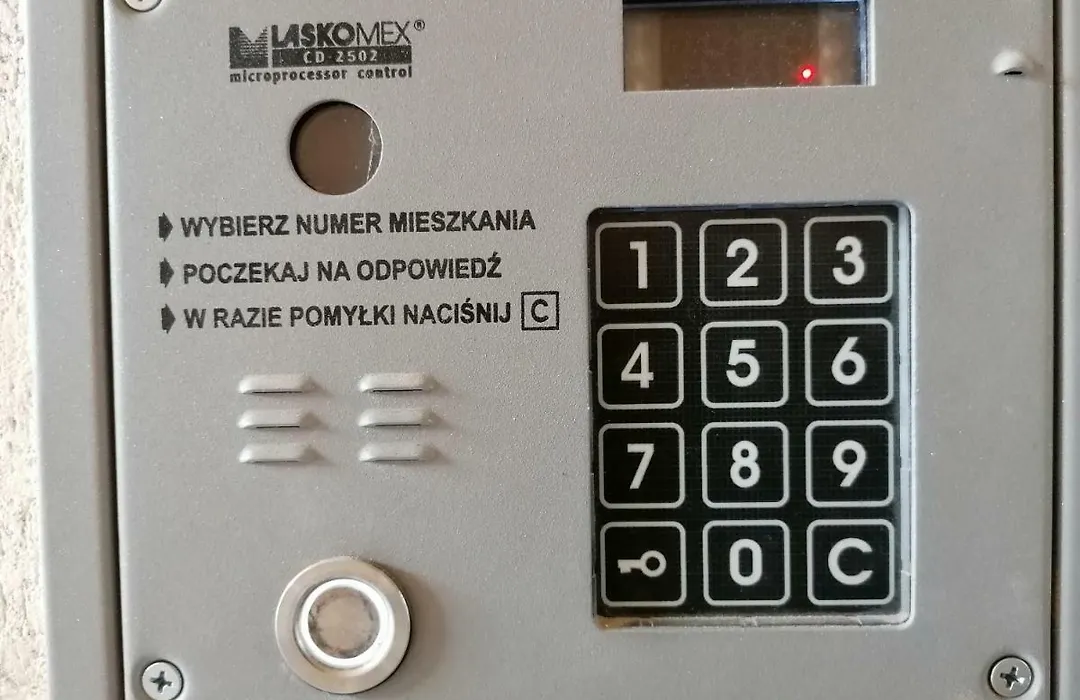 LASKOMEX®
CD 2502
microprocessor control
WYBIERZ NUMER MIESZKANIA
POCZEKAJ NA ODPOWIEDŹ
W RAZIE POMYŁKI NACIŚNIJ C
1 2 3
4 5 6
7 8 9
0 C